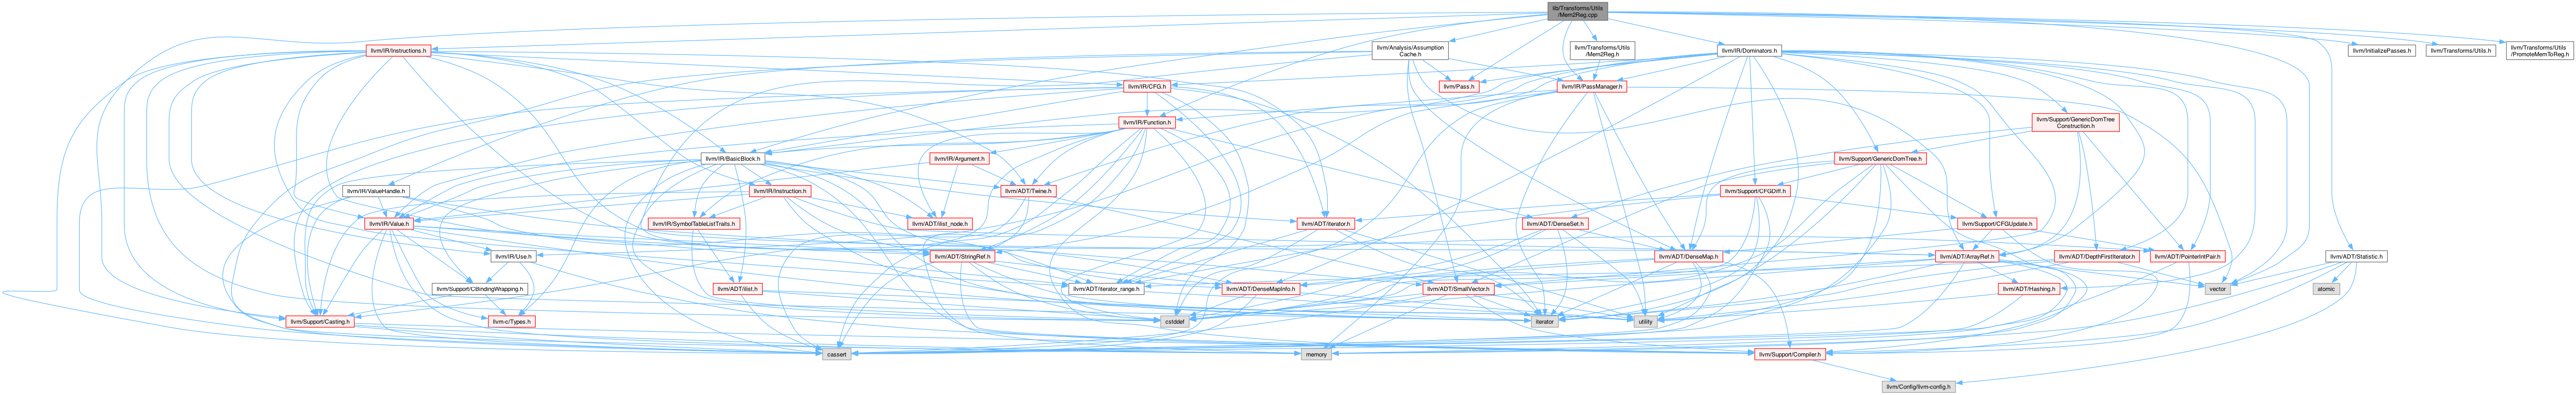 lib/Transforms/Utils
/Mem2Reg.cpp
llvm/IR/Instructions.h
llvm/Analysis/Assumption
Cache.h
llvm/Transforms/Utils
/Mem2Reg.h
llvm/IR/Dominators.h
llvm/InitializePasses.h
llvm/Transforms/Utils.h
llvm/Transforms/Utils
/PromoteMemToReg.h
llvm/IR/CFG.h
llvm/Pass.h
llvm/IR/PassManager.h
llvm/IR/Function.h
llvm/Support/GenericDomTree
Construction.h
llvm/IR/BasicBlock.h
llvm/IR/Argument.h
llvm/Support/GenericDomTree.h
llvm/IR/ValueHandle.h
llvm/IR/Instruction.h
llvm/ADT/Twine.h
llvm/Support/CFGDiff.h
llvm/IR/Value.h
llvm/IR/SymbolTableListTraits.h
llvm/ADT/ilist_node.h
llvm/ADT/iterator.h
llvm/ADT/DenseSet.h
llvm/Support/CFGUpdate.h
llvm/IR/Use.h
llvm/ADT/StringRef.h
llvm/ADT/DenseMap.h
llvm/ADT/ArrayRef.h
llvm/ADT/DepthFirstIterator.h
llvm/ADT/PointerIntPair.h
llvm/ADT/Statistic.h
llvm/Support/CBindingWrapping.h
llvm/ADT/ilist.h
llvm/ADT/iterator_range.h
llvm/ADT/DenseMapInfo.h
llvm/ADT/SmallVector.h
llvm/ADT/Hashing.h
vector
atomic
llvm/Support/Casting.h
llvm-c/Types.h
cstddef
iterator
utility
cassert
memory
llvm/Support/Compiler.h
llvm/Config/llvm-config.h